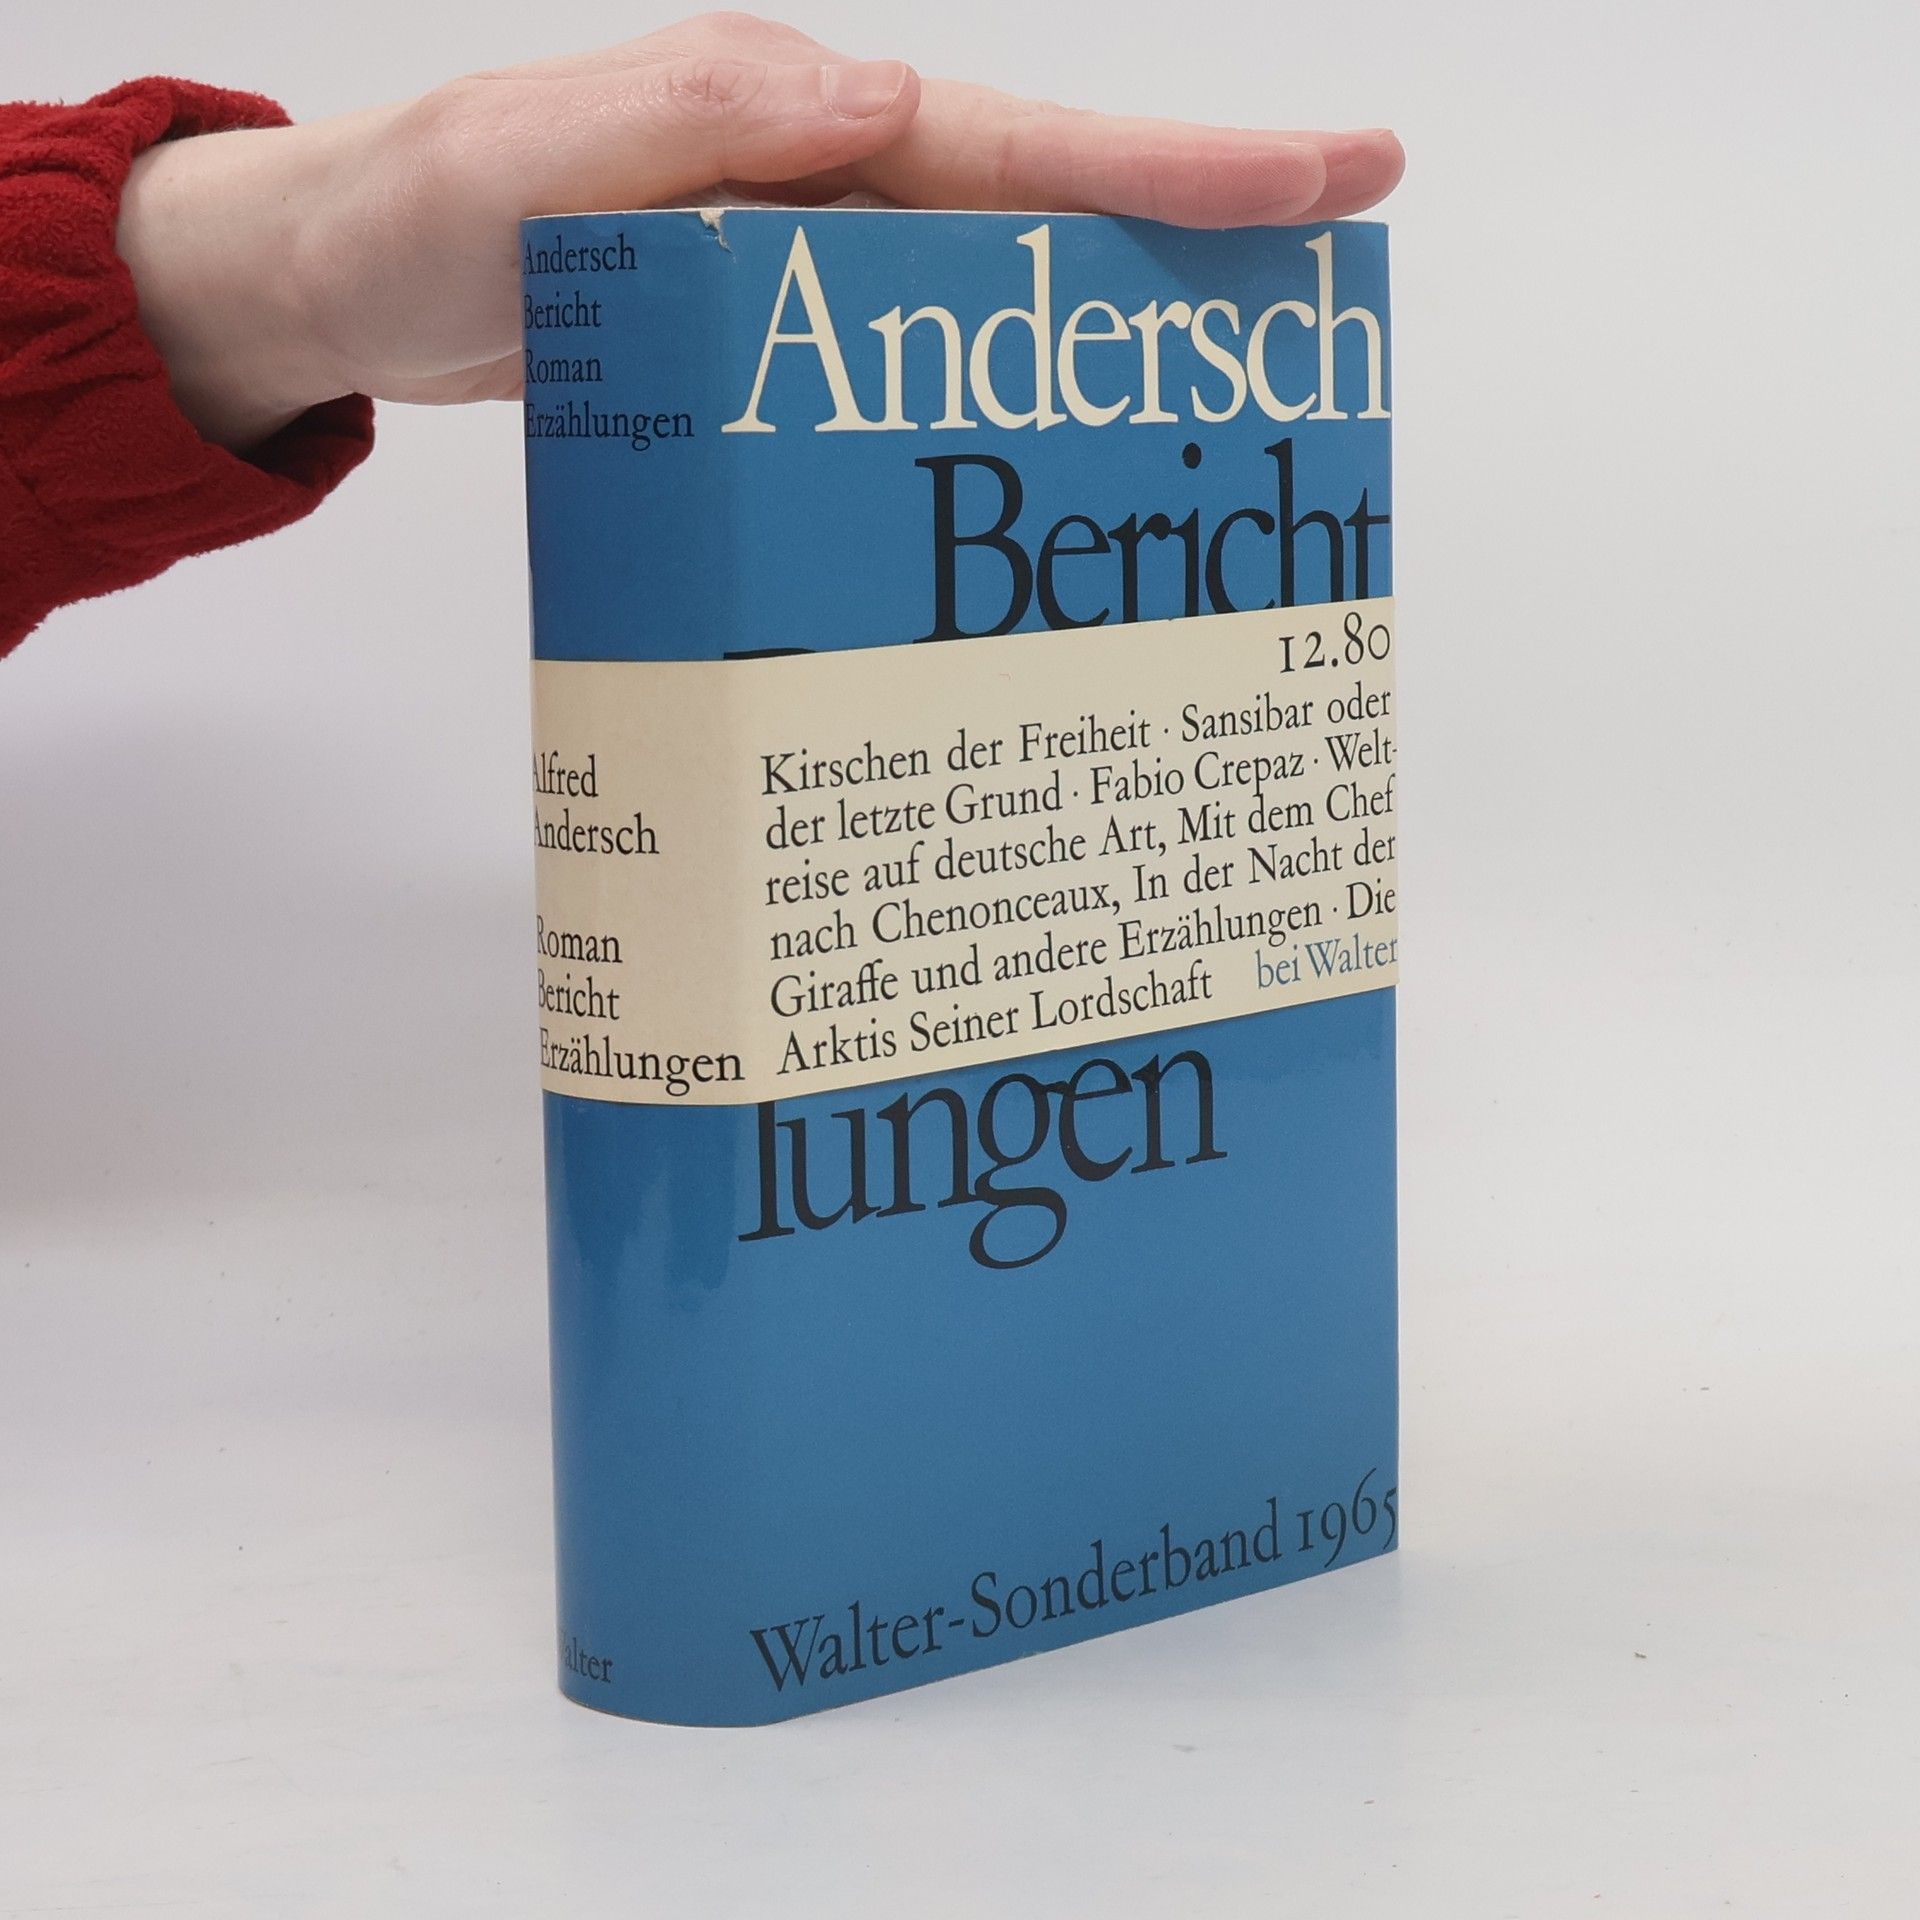 Andersch
Bericht
Roman
Erzählungen
Alfred
Andersch
Roman
Bericht
Erzählungen
Walter
Andersch
Bericht
12.80
Kirschen der Freiheit · Sansibar oder
der letzte Grund · Fabio Crepaz · Welt-
reise auf deutsche Art, Mit dem Chef
nach Chenonceaux, In der Nacht der
Giraffe und andere Erzählungen · Die
Arktis Seiner Lordschaft bei Walter
lungen
Walter-Sonderband 1965